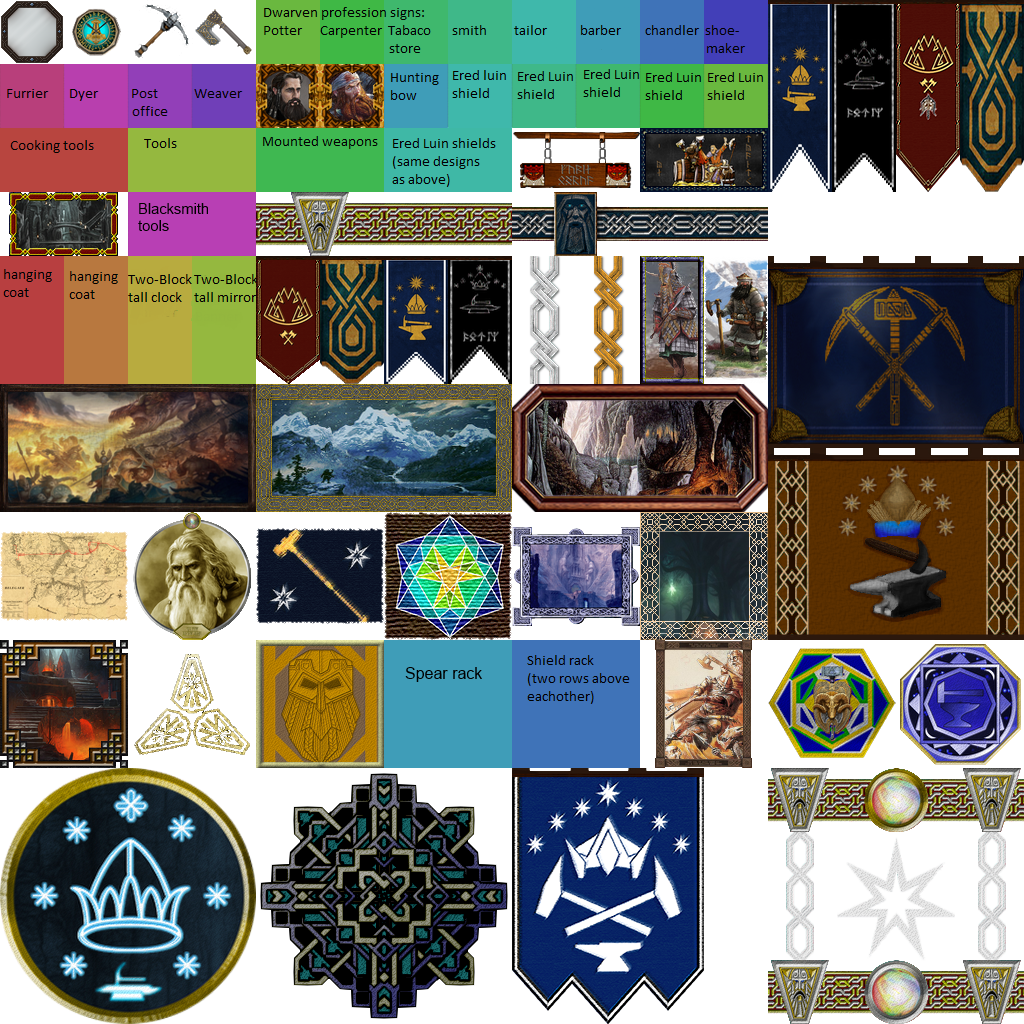 Dwarven profession signs:
Potter
Carpenter
Tabaco
store
smith
tailor
barber
chandler
shoe-
maker
Furrier
Dyer
Post
office
Weaver
Hunting
bow
Ered luin
shield
Ered Luin
shield
Ered Luin
shield
Ered Luin
shield
Ered Luin
shield
Cooking tools
Tools
Mounted weapons
Ered Luin shields
(same designs
as above)
Blacksmith
tools
hanging
coat
hanging
coat
Two-Block
tall clock
Two-Block
tall mirror
Spear rack
Shield rack
(two rows above
eachother)